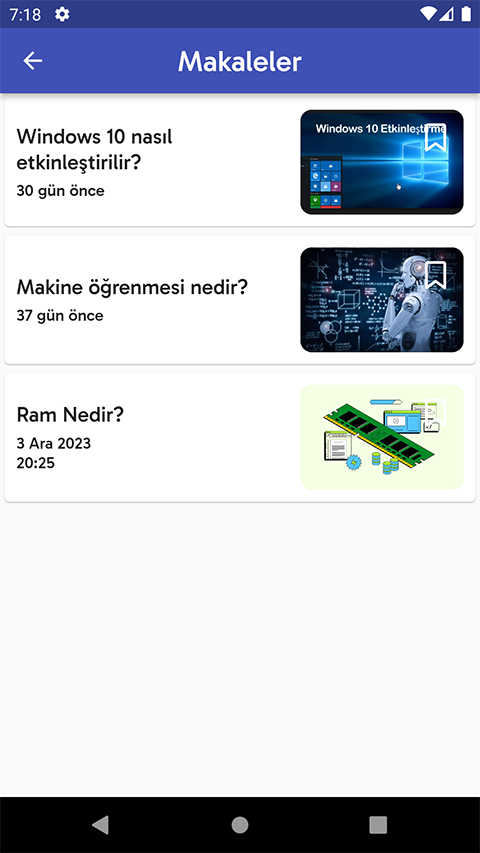 7:18
Makaleler
Windows 10 nasıl
etkinleştirilir?
30 gün önce
Windows 10 Etkinleştirme
Makine öğrenmesi nedir?
37 gün önce
Ram Nedir?
3 Ara 2023
20:25